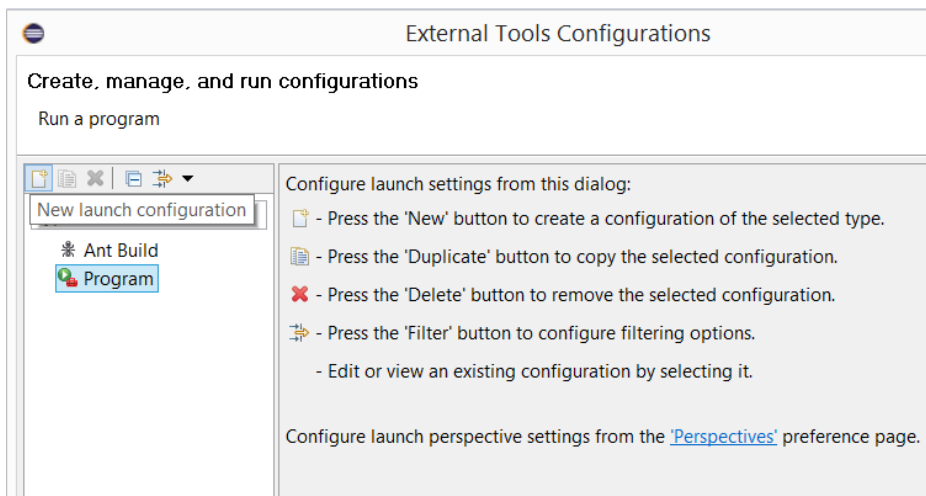 External Tools Configurations
Create, manage, and run configurations
Run a program
New launch configuration
Ant Build
Program
Configure launch settings from this dialog:
- Press the 'New' button to create a configuration of the selected type.
- Press the 'Duplicate' button to copy the selected configuration.
- Press the 'Delete' button to remove the selected configuration.
- Press the 'Filter' button to configure filtering options.
- Edit or view an existing configuration by selecting it.
Configure launch perspective settings from the 'Perspectives' preference page.